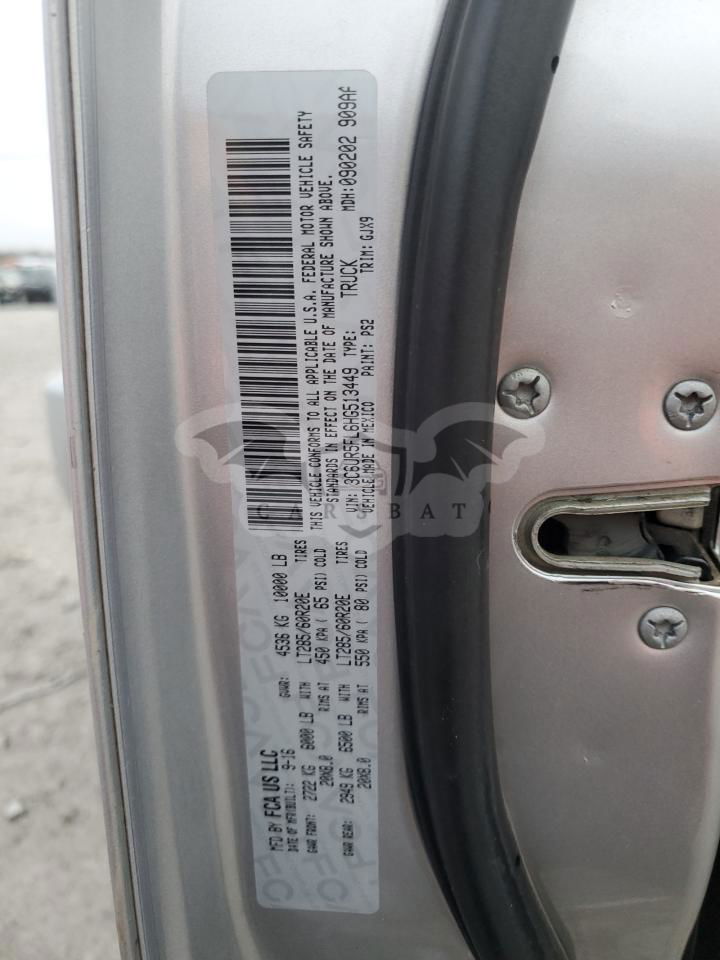 MFD BY FCA US LLC
DATE OF MFR(BUILT): 9-16 GVWR: 4536 KG 10000 LB
GAWR FRONT: 2722 KG 6000 LB WITH LT285/60R20E TIRES
20X8.0 RIMS AT 450 KPA ( 65 PSI) COLD
GAWR REAR: 2949 KG 6500 LB WITH LT285/60R20E TIRES
20X8.0 RIMS AT 550 KPA ( 80 PSI) COLD
THIS VEHICLE CONFORMS TO ALL APPLICABLE U.S.A. FEDERAL MOTOR VEHICLE SAFETY
STANDARDS IN EFFECT ON THE DATE OF MANUFACTURE SHOWN ABOVE.
VIN: 3C6UR5FL6HG513449 TYPE: TRUCK MDH:090202 909AF
VEHICLE MADE IN MEXICO PAINT: PS2 TRIM: GJX9
CARSBAT